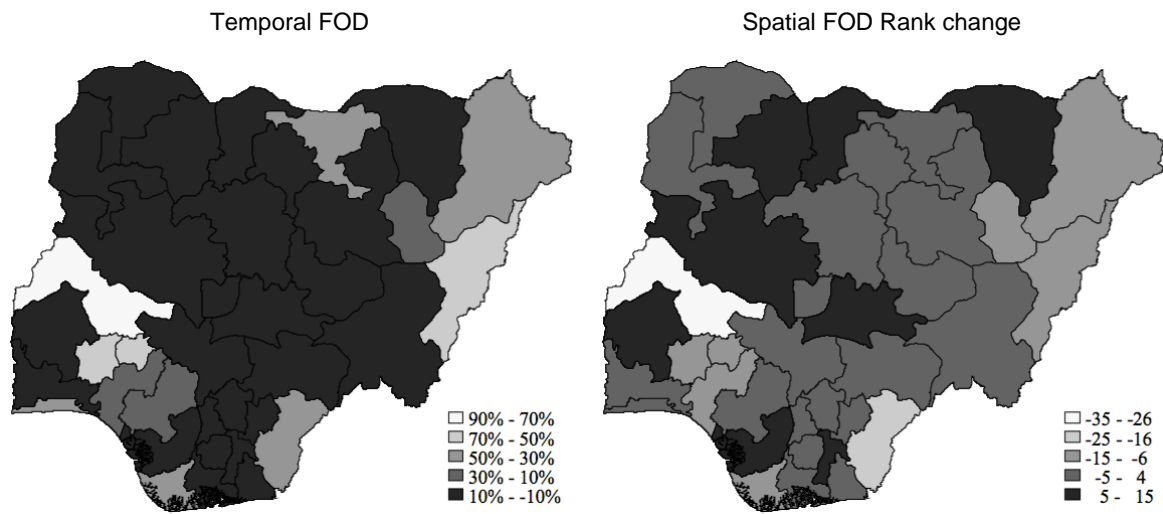 Temporal FOD
Spatial FOD Rank change
90% - 70%
70% - 50%
50% - 30%
30% - 10%
10% - -10%
-35 - -26
-25 - -16
-15 - -6
-5 - 4
5 - 15